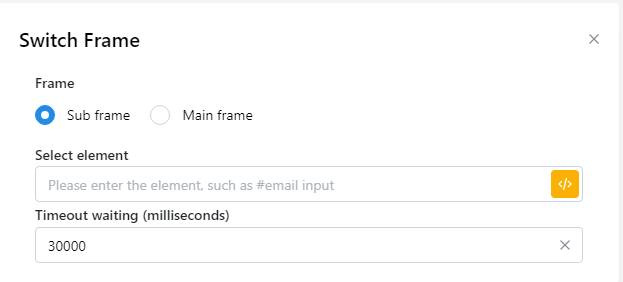 Switch Frame
Frame
Sub frame Main frame
Select element
Please enter the element, such as #email input
</>
Timeout waiting (milliseconds)
30000